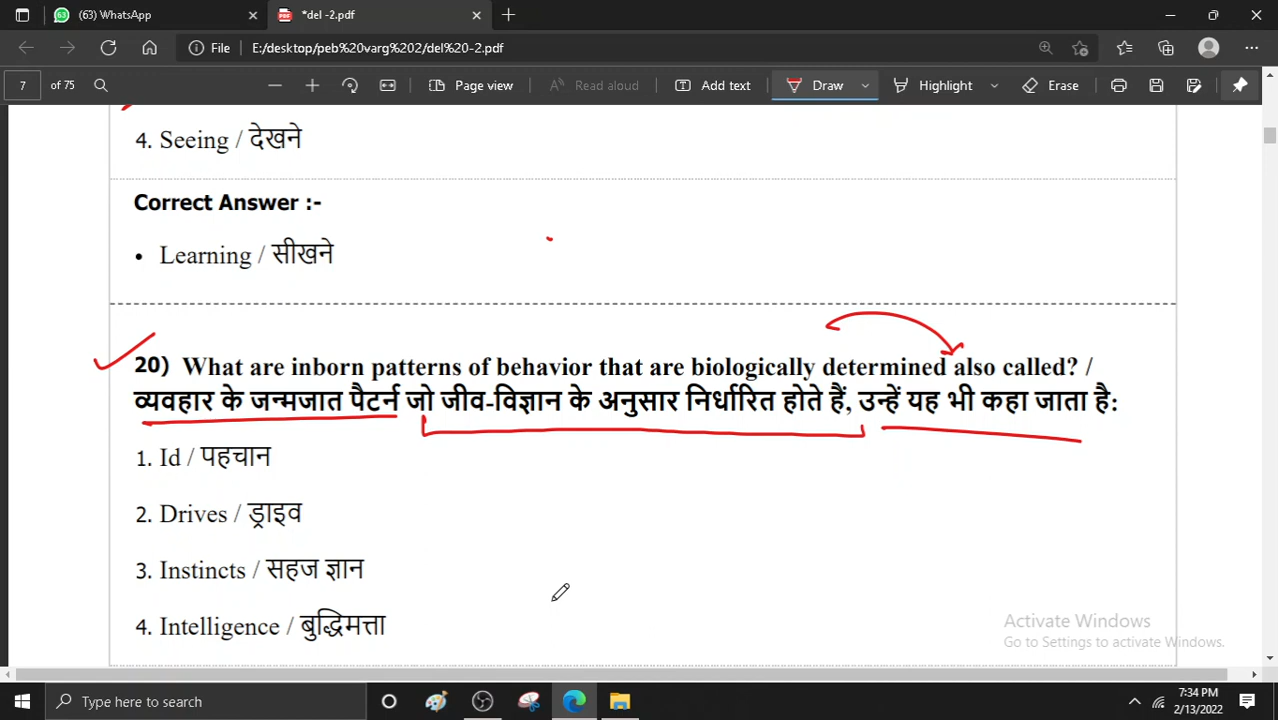 (63) WhatsApp
*del -2.pdf
File
E:/desktop/peb%20varg%202/del%20-2.pdf
7 of 75
Page view
Read aloud
Add text
Draw
Highlight
Erase
4. Seeing / देखने
Correct Answer :-
• Learning / सीखने
20) What are inborn patterns of behavior that are biologically determined also called? /
व्यवहार के जन्मजात पैटर्न जो जीव-विज्ञान के अनुसार निर्धारित होते हैं, उन्हें यह भी कहा जाता है:
1. Id / पहचान
2. Drives / ड्राइव
3. Instincts / सहज ज्ञान
4. Intelligence / बुद्धिमत्ता
Activate Windows
Go to Settings to activate Windows.
Type here to search
7:34 PM
2/13/2022